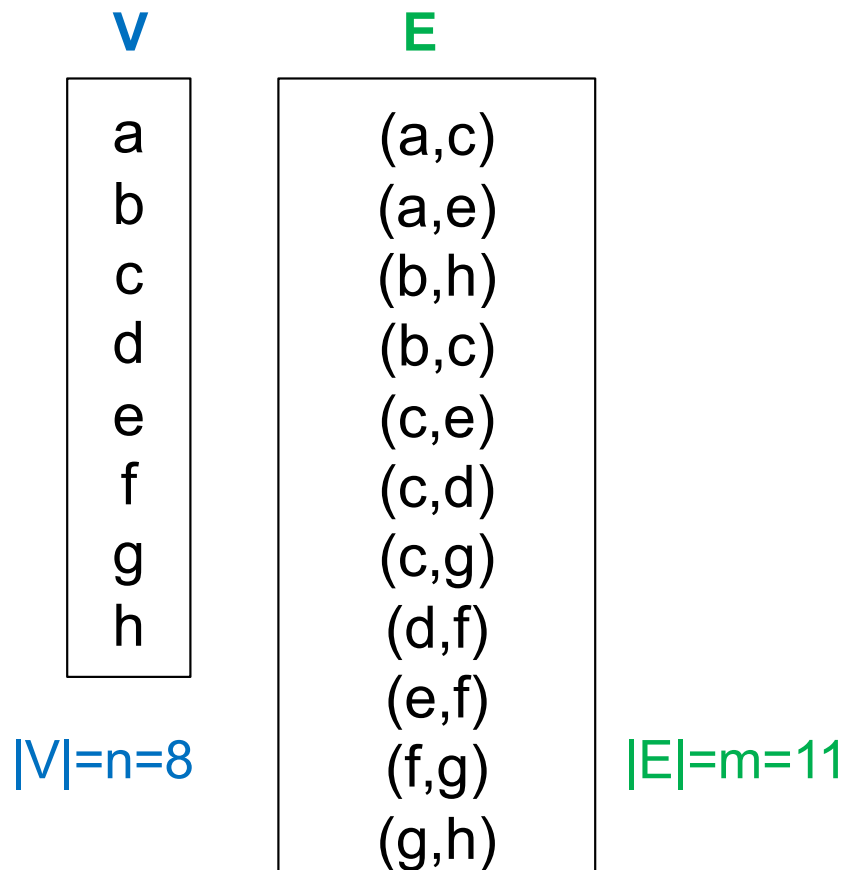 V
E
a
b
c
d
e
f
g
h
|V|=n=8
(a,c)
(a,e)
(b,h)
(b,c)
(c,e)
(c,d)
(c,g)
(d,f)
(e,f)
(f,g)
(g,h)
|E|=m=11